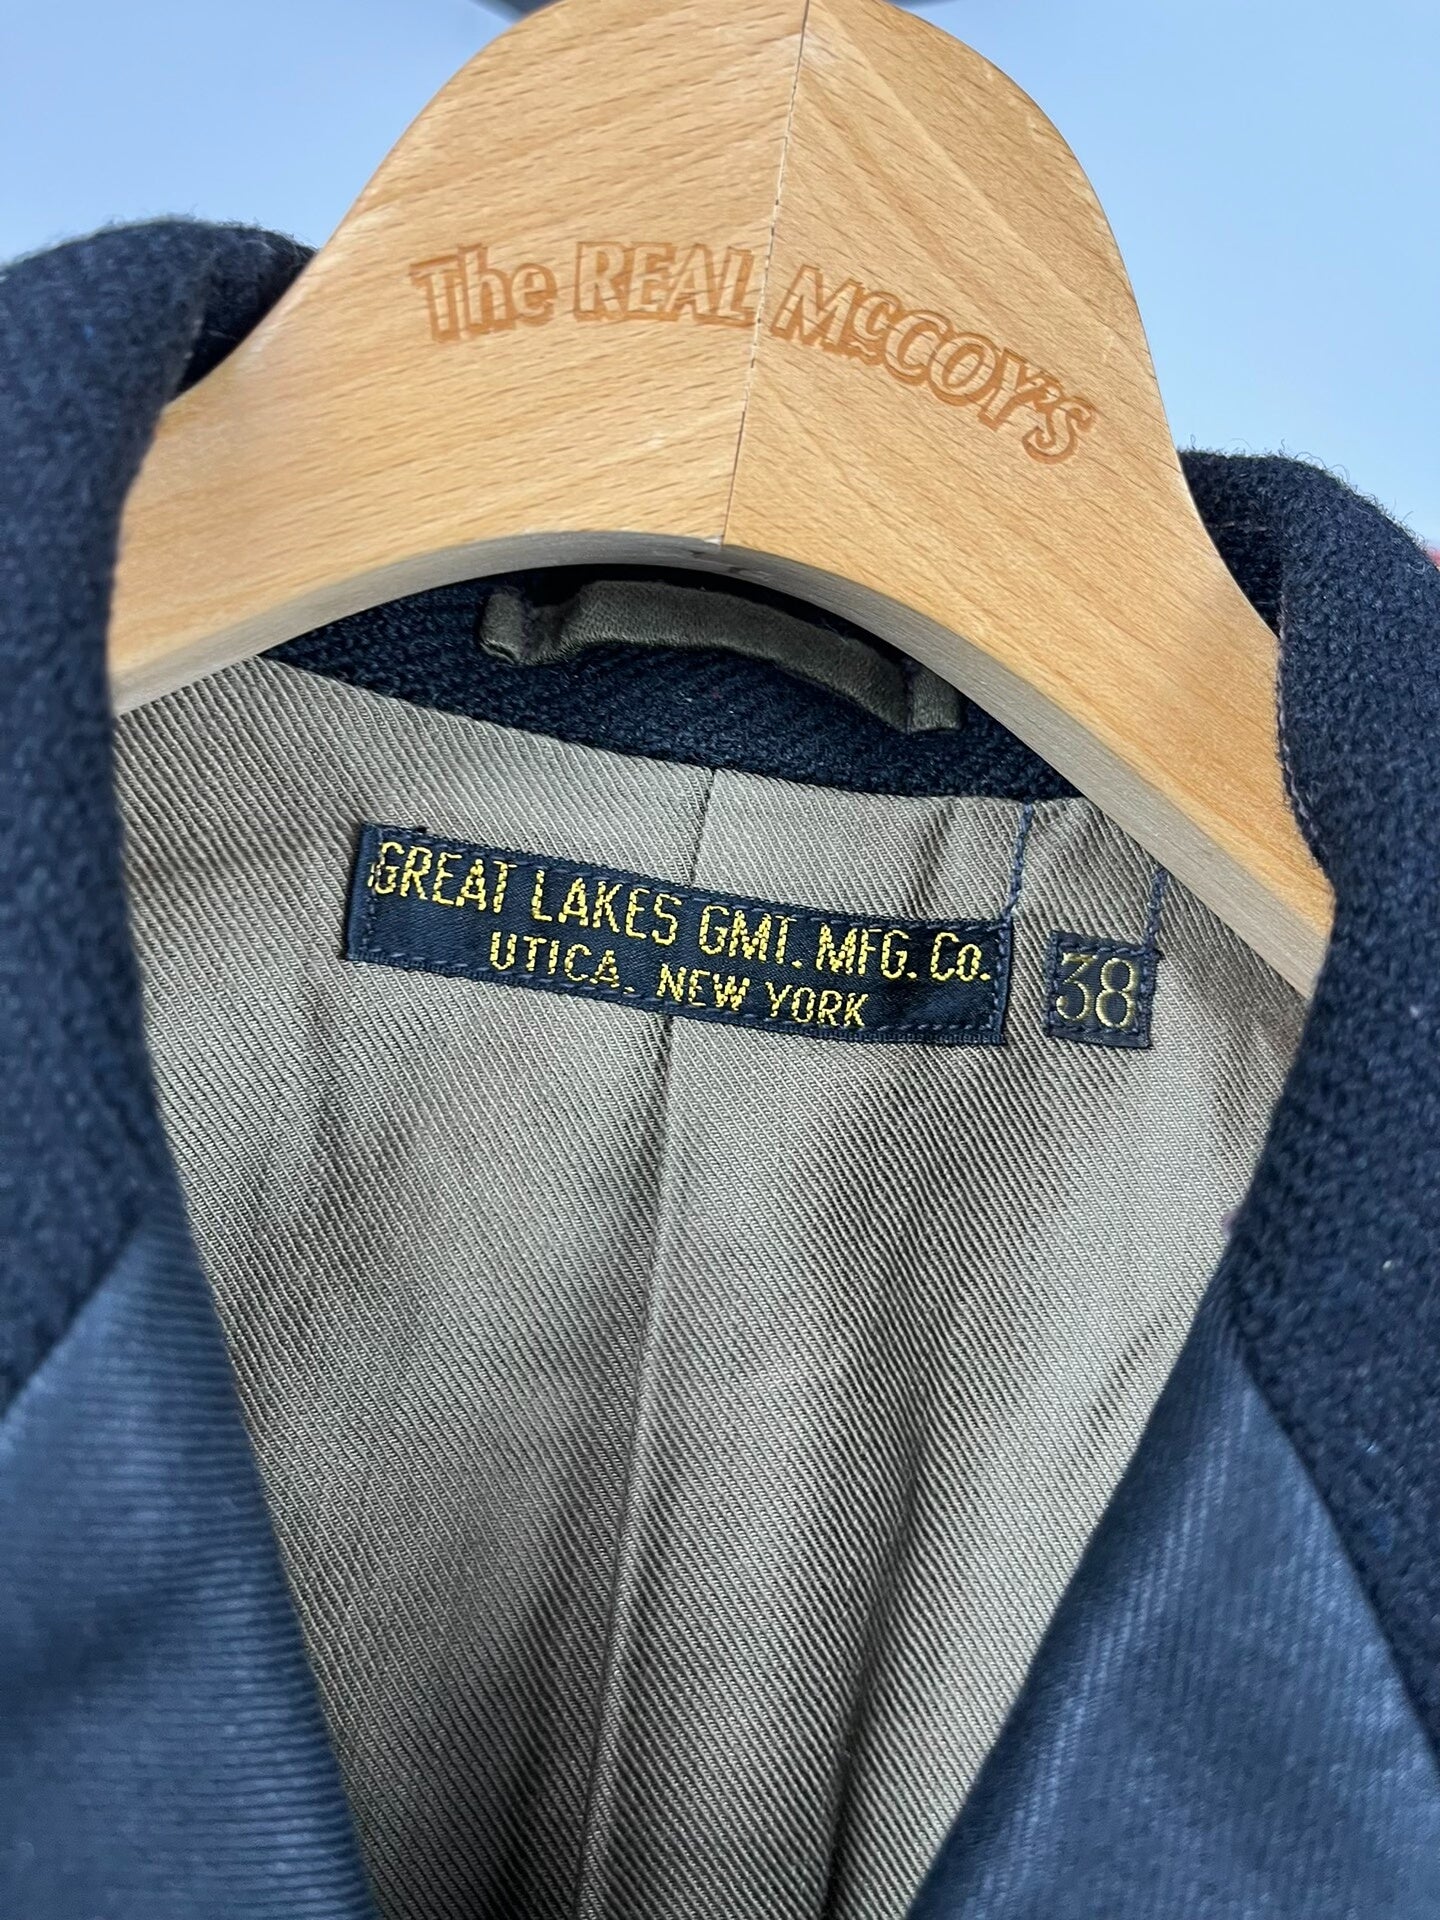 The REAL McCOY'S
GREAT LAKES GMT. MFG. Co.
UTICA. NEW YORK
38